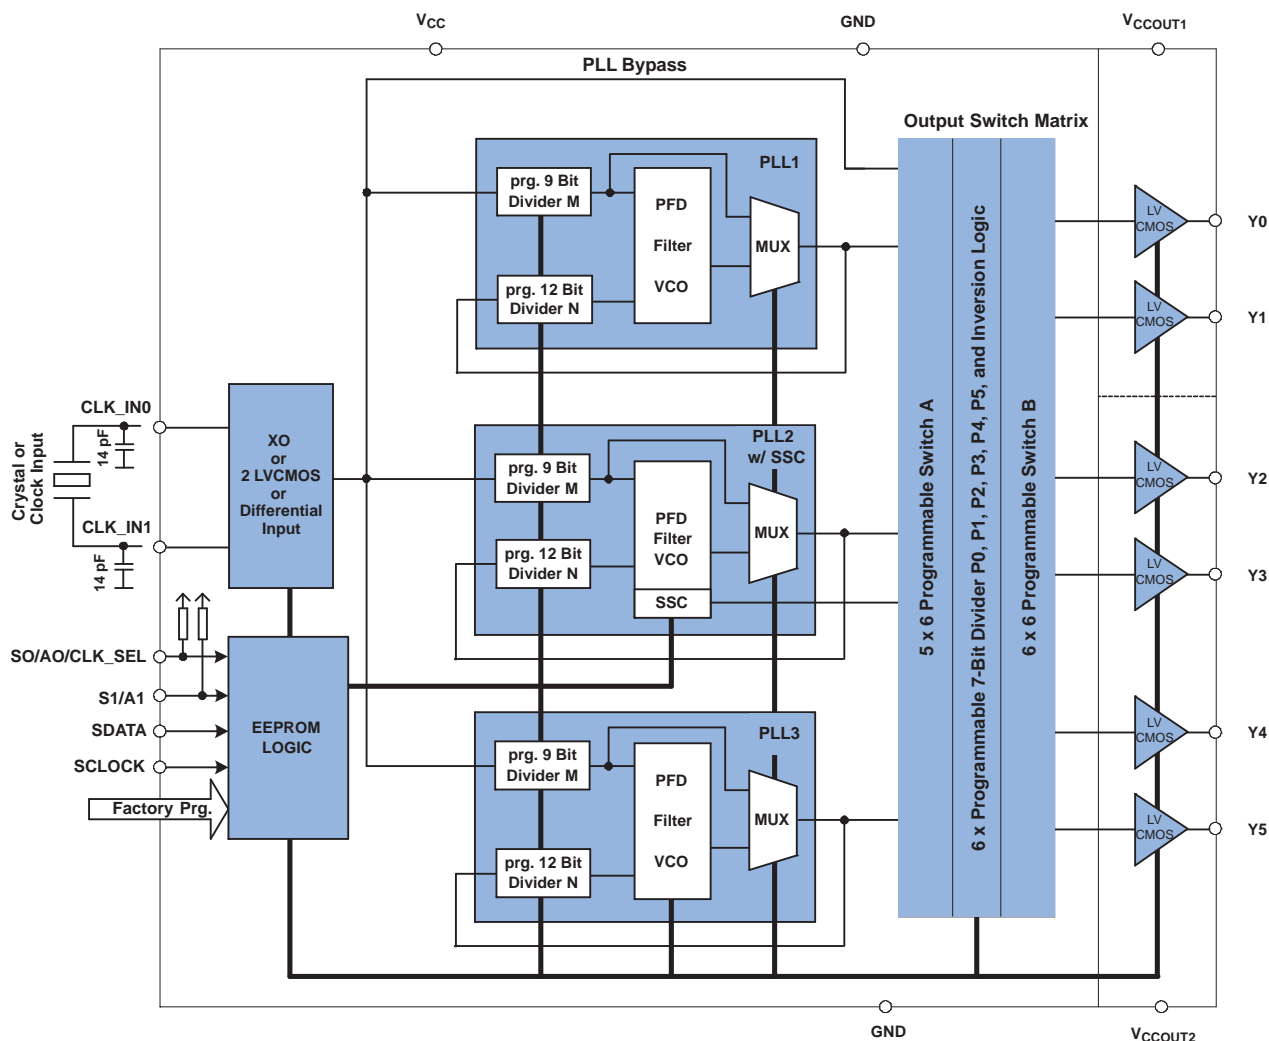 VCC
GND
VCCOUT1
PLL Bypass
Output Switch Matrix
PLL1
prg. 9 Bit
Divider M
PFD
Filter
VCO
MUX
prg. 12 Bit
Divider N
LV
CMOS
Y0
LV
CMOS
Y1
5 x 6 Programmable Switch A
6 x Programmable 7-Bit Divider P0, P1, P2, P3, P4, P5, and Inversion Logic
6 x 6 Programmable Switch B
Crystal or
Clock Input
CLK_IN0
14 pF
CLK_IN1
14 pF
XO
or
2 LVCMOS
or
Differential
Input
PLL2
w/ SSC
prg. 9 Bit
Divider M
PFD
Filter
VCO
SSC
MUX
prg. 12 Bit
Divider N
LV
CMOS
Y2
LV
CMOS
Y3
SO/AO/CLK_SEL
S1/A1
SDATA
SCLOCK
Factory Prg.
EEPROM
LOGIC
PLL3
prg. 9 Bit
Divider M
PFD
Filter
VCO
MUX
prg. 12 Bit
Divider N
LV
CMOS
Y4
LV
CMOS
Y5
GND
VCCOUT2